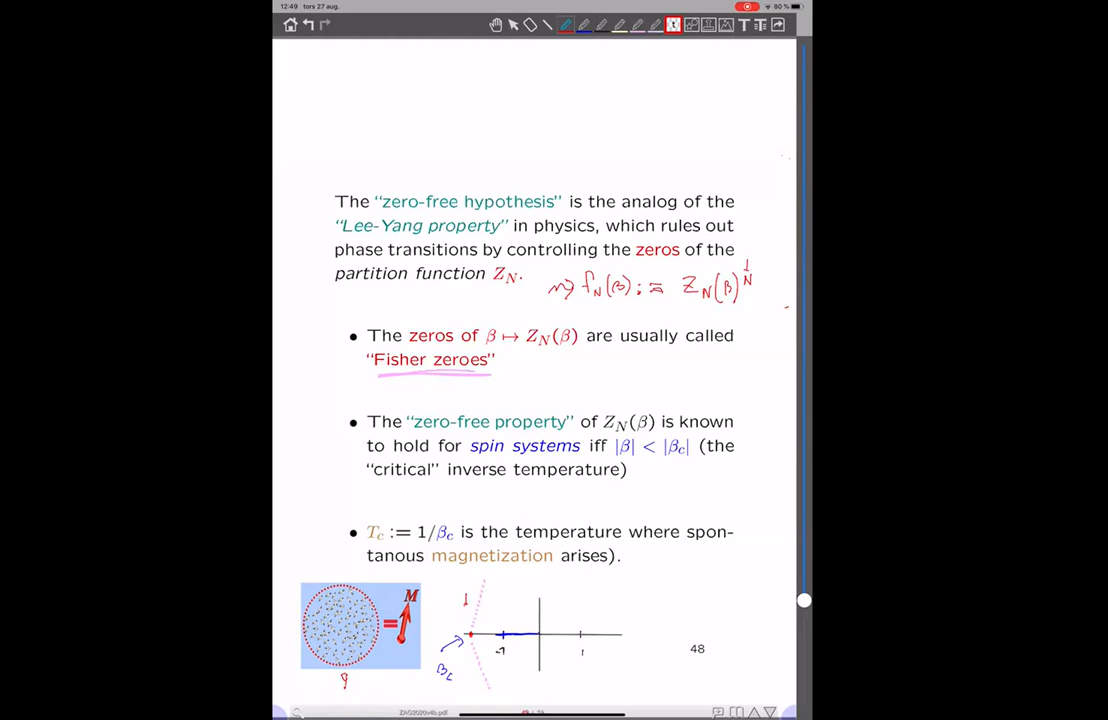 12:49 tors 27 aug.
80 %
The “zero-free hypothesis” is the analog of the
“Lee-Yang property” in physics, which rules out
phase transitions by controlling the zeros of the
partition function Z_N.
f_N(β) := Z_N(β)^{1/N}
• The zeros of β ↦ Z_N(β) are usually called
“Fisher zeroes”
• The “zero-free property” of Z_N(β) is known
to hold for spin systems iff |β| < |β_c| (the
“critical” inverse temperature)
• T_c := 1/β_c is the temperature where spon-
tanous magnetization arises).
M
=
-1
1
β_c
48
ZAG2020v4b.pdf